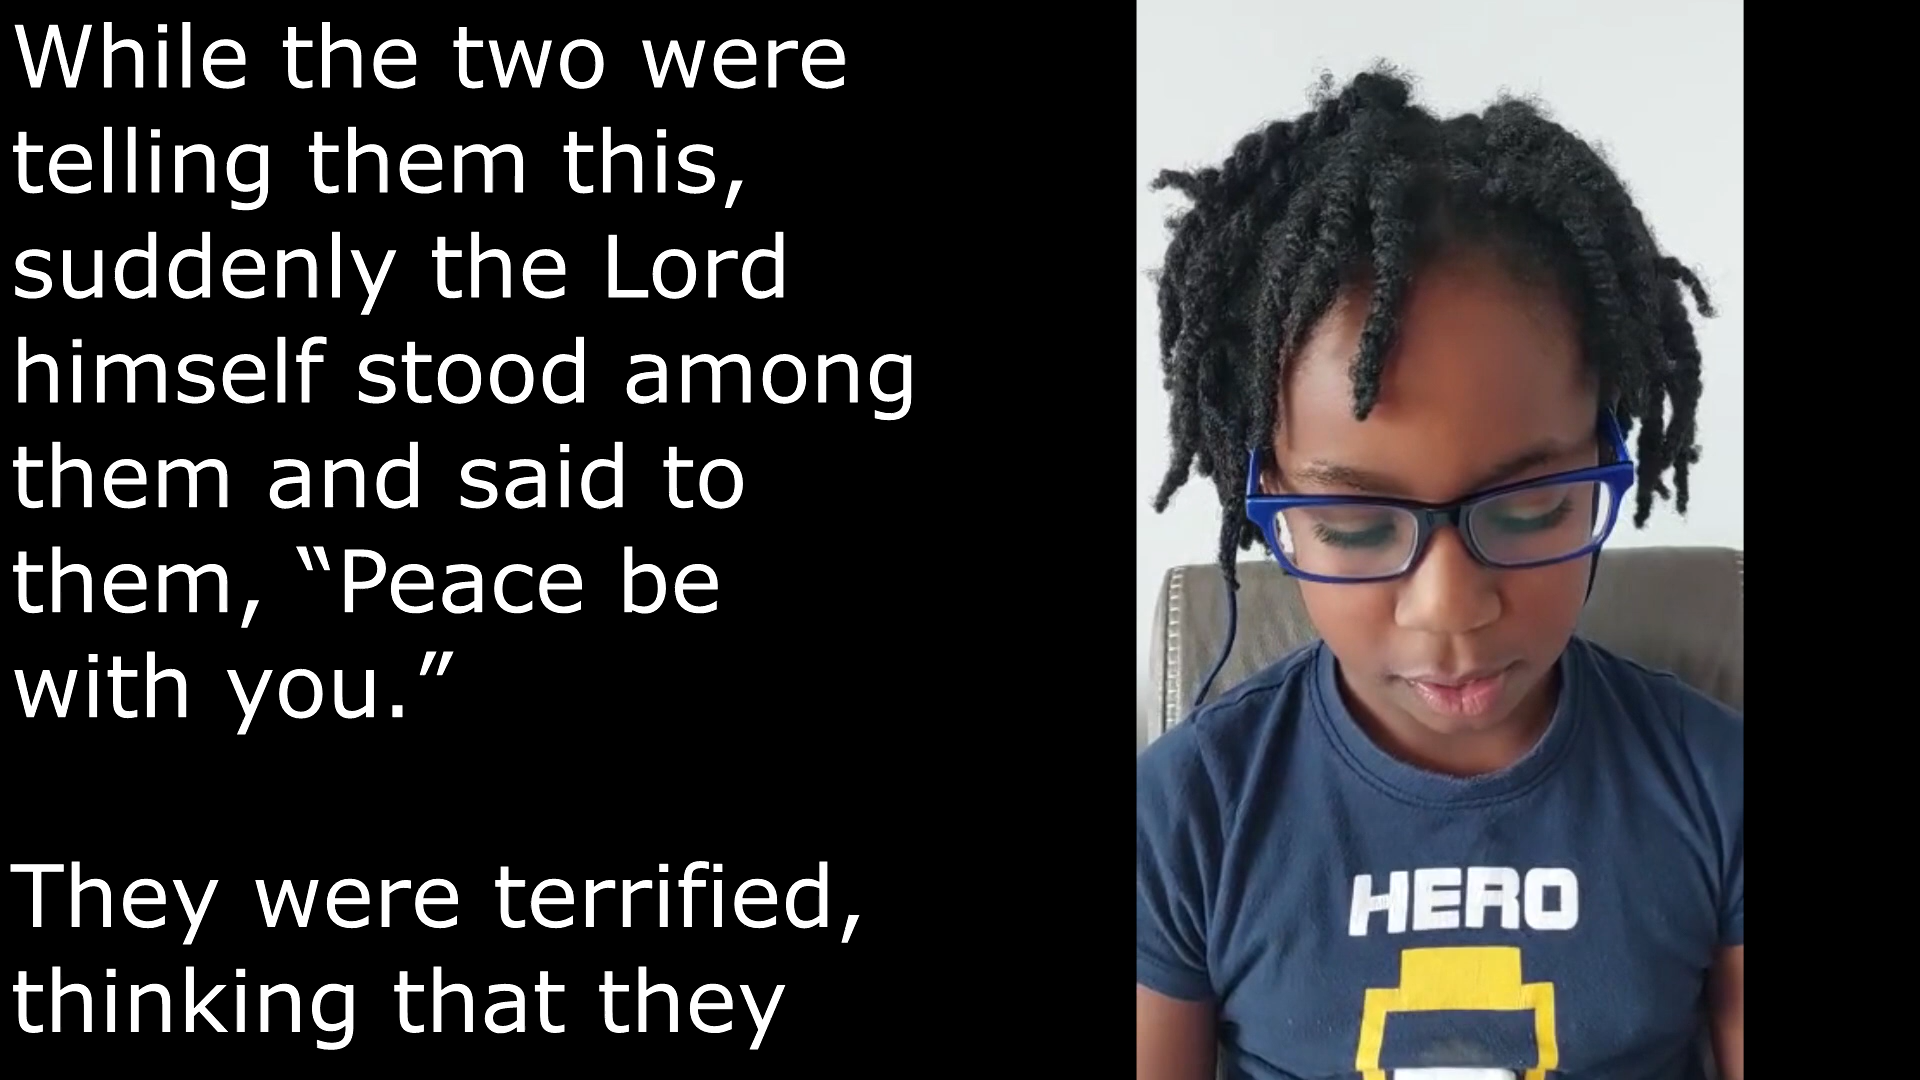 While the two were
telling them this,
suddenly the Lord
himself stood among
them and said to
them, “Peace be
with you.”
They were terrified,
thinking that they
HERO